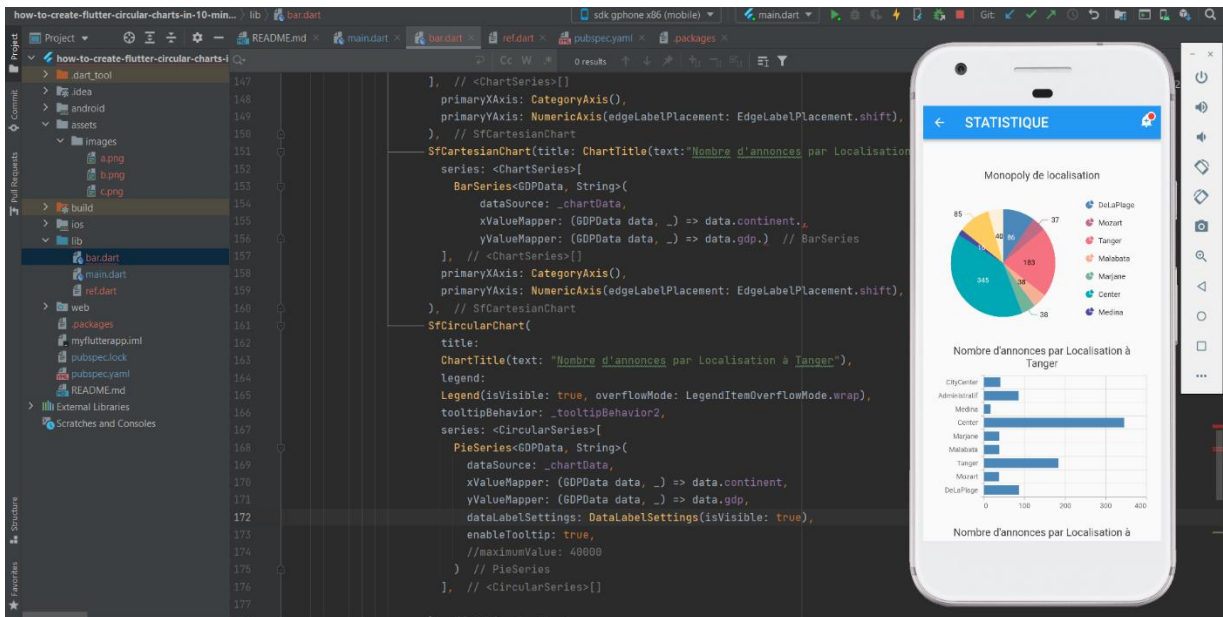 how-to-create-flutter-circular-charts-in-10-min... 〉 lib 〉 bar.dart
sdk gphone x86 (mobile)
main.dart
Git:
Project
README.md
main.dart
bar.dart
ref.dart
pubspec.yaml
.packages
how-to-create-flutter-circular-charts-i
.dart_tool
.idea
android
assets
images
a.png
b.png
c.png
build
ios
lib
bar.dart
main.dart
ref.dart
web
.packages
myflutterapp.iml
pubspec.lock
pubspec.yaml
README.md
External Libraries
Scratches and Consoles
Project
Commit
Pull Requests
Structure
Favorites
Cc W .* 0 results
147 ], // <ChartSeries>[]
148 primaryXAxis: CategoryAxis(),
149 primaryYAxis: NumericAxis(edgeLabelPlacement: EdgeLabelPlacement.shift),
150 ), // SfCartesianChart
151 SfCartesianChart(title: ChartTitle(text:"Nombre d'annonces par Localisation
152 series: <ChartSeries>[
153 BarSeries<GDPData, String>(
154 dataSource: _chartData,
155 xValueMapper: (GDPData data, _) => data.continent.,
156 yValueMapper: (GDPData data, _) => data.gdp.) // BarSeries
157 ], // <ChartSeries>[]
158 primaryXAxis: CategoryAxis(),
159 primaryYAxis: NumericAxis(edgeLabelPlacement: EdgeLabelPlacement.shift),
160 ), // SfCartesianChart
161 SfCircularChart(
162 title:
163 ChartTitle(text: "Nombre d'annonces par Localisation à Tanger"),
164 legend:
165 Legend(isVisible: true, overflowMode: LegendItemOverflowMode.wrap),
166 tooltipBehavior: _tooltipBehavior2,
167 series: <CircularSeries>[
168 PieSeries<GDPData, String>(
169 dataSource: _chartData,
170 xValueMapper: (GDPData data, _) => data.continent,
171 yValueMapper: (GDPData data, _) => data.gdp,
172 dataLabelSettings: DataLabelSettings(isVisible: true),
173 enableTooltip: true,
174 //maximumValue: 40000
175 ) // PieSeries
176 ], // <CircularSeries>[]
177
STATISTIQUE
Monopoly de localisation
85
40
86
37
183
38
38
345
DeLaPlage
Mozart
Tanger
Malabata
Marjane
Center
Medina
Nombre d'annonces par Localisation à
Tanger
CityCenter
Administratif
Medina
Center
Marjane
Malabata
Tanger
Mozart
DeLaPlage
0 100 200 300 400
Nombre d'annonces par Localisation à